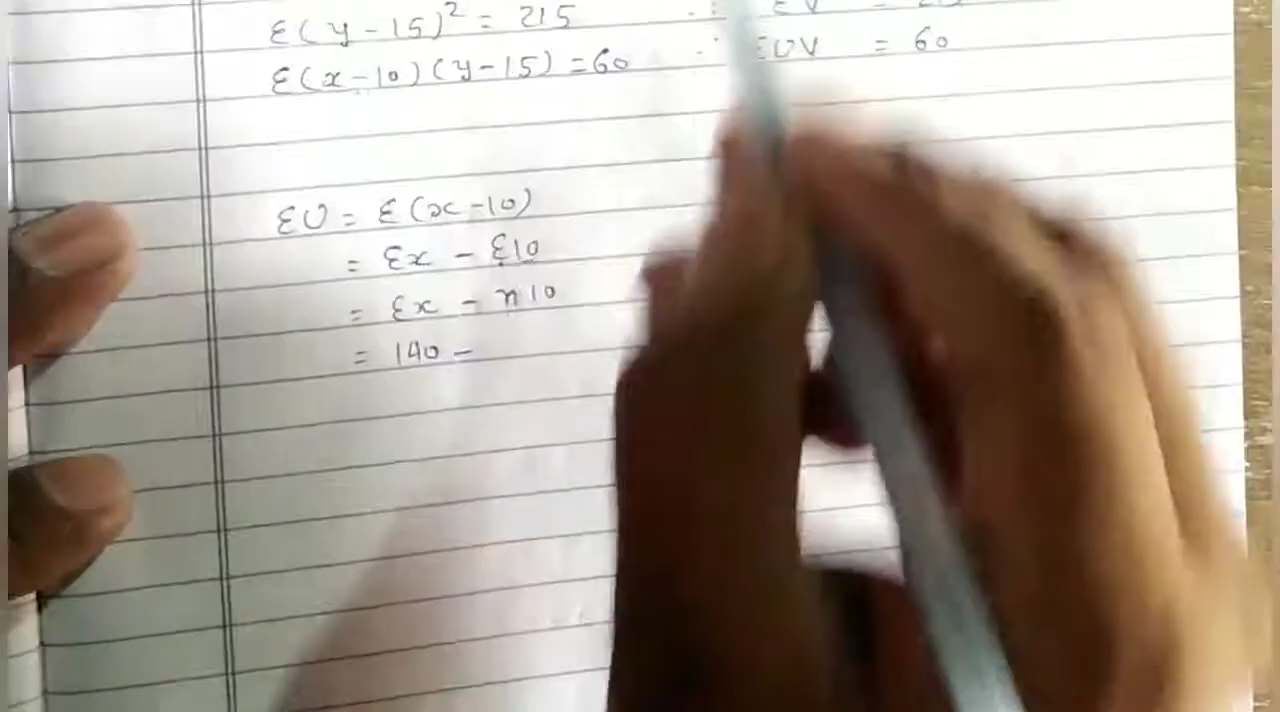 Σ(y-15)² = 215
Σ(x-10)(y-15) = 60 ∴ ΣUV = 60
ΣU = Σ(x-10)
= Σx - Σ10
= Σx - n10
= 140 -